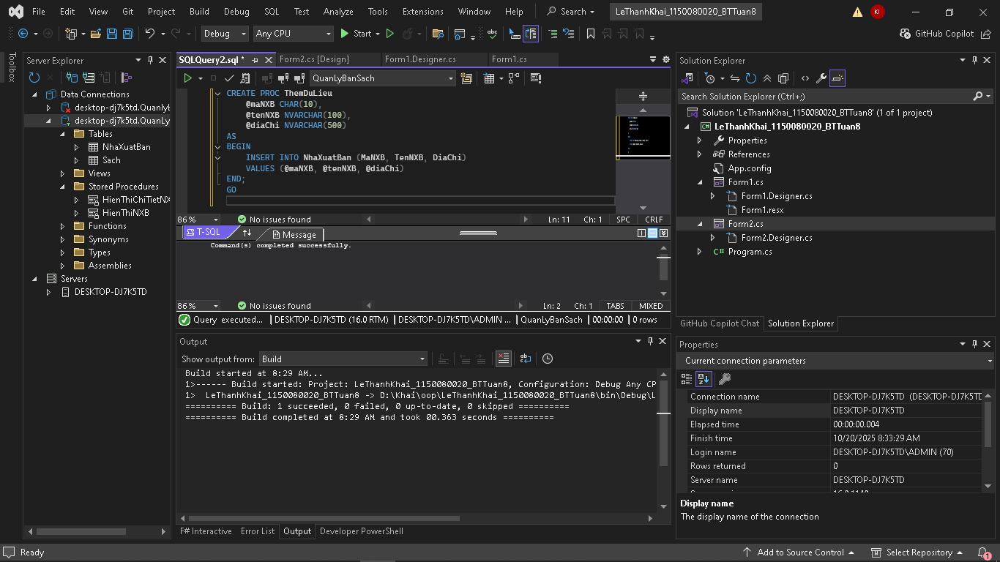 File Edit View Git Project Build Debug SQL Test Analyze Tools Extensions Window Help Search LeThanhKhai_1150080020_BTTuan8 KI
Debug Any CPU Start GitHub Copilot
Toolbox
Server Explorer
Data Connections
desktop-dj7k5td.Quanlyb
desktop-dj7k5td.QuanLy
Tables
NhaXuatBan
Sach
Views
Stored Procedures
HienThiChiTietNX
HienThiNXB
Functions
Synonyms
Types
Assemblies
Servers
DESKTOP-DJ7K5TD
SQLQuery2.sql * Form2.cs [Design] Form1.Designer.cs Form1.cs
QuanLyBanSach
CREATE PROC ThemDuLieu
@maNXB CHAR(10),
@tenNXB NVARCHAR(100),
@diaChi NVARCHAR(500)
AS
BEGIN
INSERT INTO NhaXuatBan (MaNXB, TenNXB, DiaChi)
VALUES (@maNXB, @tenNXB, @diaChi)
END;
GO
86 % No issues found Ln: 11 Ch: 1 SPC CRLF
T-SQL Message
Command(s) completed successfully.
86 % No issues found Ln: 2 Ch: 1 TABS MIXED
Query executed... DESKTOP-DJ7K5TD (16.0 RTM) DESKTOP-DJ7K5TD\ADMIN ... QuanLyBanSach 00:00:00 0 rows
Output
Show output from: Build
Build started at 8:29 AM...
1>------ Build started: Project: LeThanhKhai_1150080020_BTTuan8, Configuration: Debug Any CP
1> LeThanhKhai_1150080020_BTTuan8 -> D:\Khai\oop\LeThanhKhai_1150080020_BTTuan8\bin\Debug\L
========== Build: 1 succeeded, 0 failed, 0 up-to-date, 0 skipped ==========
========== Build completed at 8:29 AM and took 00.363 seconds ==========
F# Interactive Error List Output Developer PowerShell
Solution Explorer
Search Solution Explorer (Ctrl+;)
Solution 'LeThanhKhai_1150080020_BTTuan8' (1 of 1 project)
LeThanhKhai_1150080020_BTTuan8
Properties
References
App.config
Form1.cs
Form1.Designer.cs
Form1.resx
Form2.cs
Form2.Designer.cs
C# Program.cs
GitHub Copilot Chat Solution Explorer
Properties
Current connection parameters
Connection name DESKTOP-DJ7K5TD (DESKTOP-DJ7K5TD
Display name DESKTOP-DJ7K5TD
Elapsed time 00:00:00.004
Finish time 10/20/2025 8:33:29 AM
Login name DESKTOP-DJ7K5TD\ADMIN (70)
Rows returned 0
Server name DESKTOP-DJ7K5TD
Display name
The display name of the connection
Ready Add to Source Control Select Repository 1